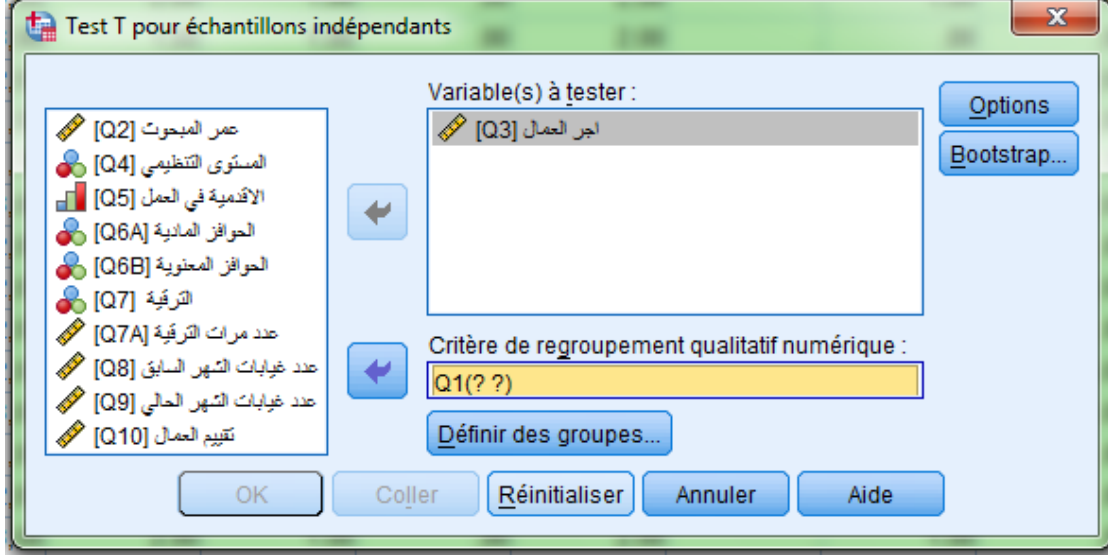 Test T pour échantillons indépendants
عمر المبحوث [Q2]
المستوى التنظيمي [Q4]
الاقدمية في العمل [Q5]
الحوافز المادية [Q6A]
الحوافز المعنوية [Q6B]
الترقية [Q7]
عدد مرات الترقية [Q7A]
عدد غيابات الشهر السابق [Q8]
عدد غيابات الشهر الحالي [Q9]
تقييم العمال [Q10]
Variable(s) à tester :
اجر العمال [Q3]
Options
Bootstrap...
Critère de regroupement qualitatif numérique :
Q1(? ?)
Définir des groupes...
OK
Coller
Réinitialiser
Annuler
Aide